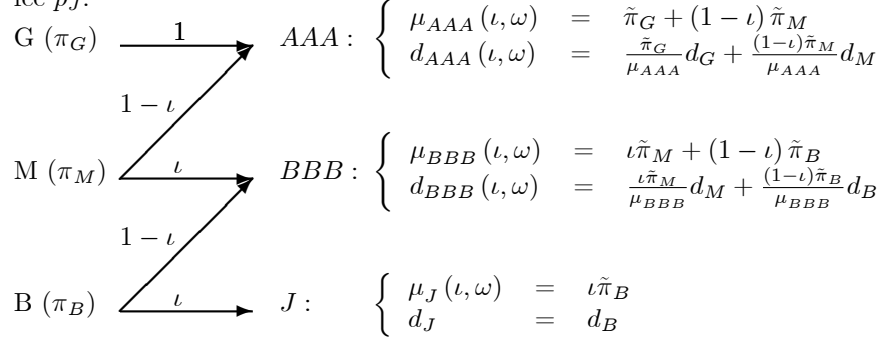 fee pf.
G (π_G) 1 AAA : { μ_AAA (ι, ω) = π̃_G + (1 − ι) π̃_M
d_AAA (ι, ω) = π̃_G/μ_AAA d_G + (1−ι)π̃_M/μ_AAA d_M
1 − ι
M (π_M) ι BBB : { μ_BBB (ι, ω) = ιπ̃_M + (1 − ι) π̃_B
d_BBB (ι, ω) = ιπ̃_M/μ_BBB d_M + (1−ι)π̃_B/μ_BBB d_B
1 − ι
B (π_B) ι J : { μ_J (ι, ω) = ιπ̃_B
d_J = d_B